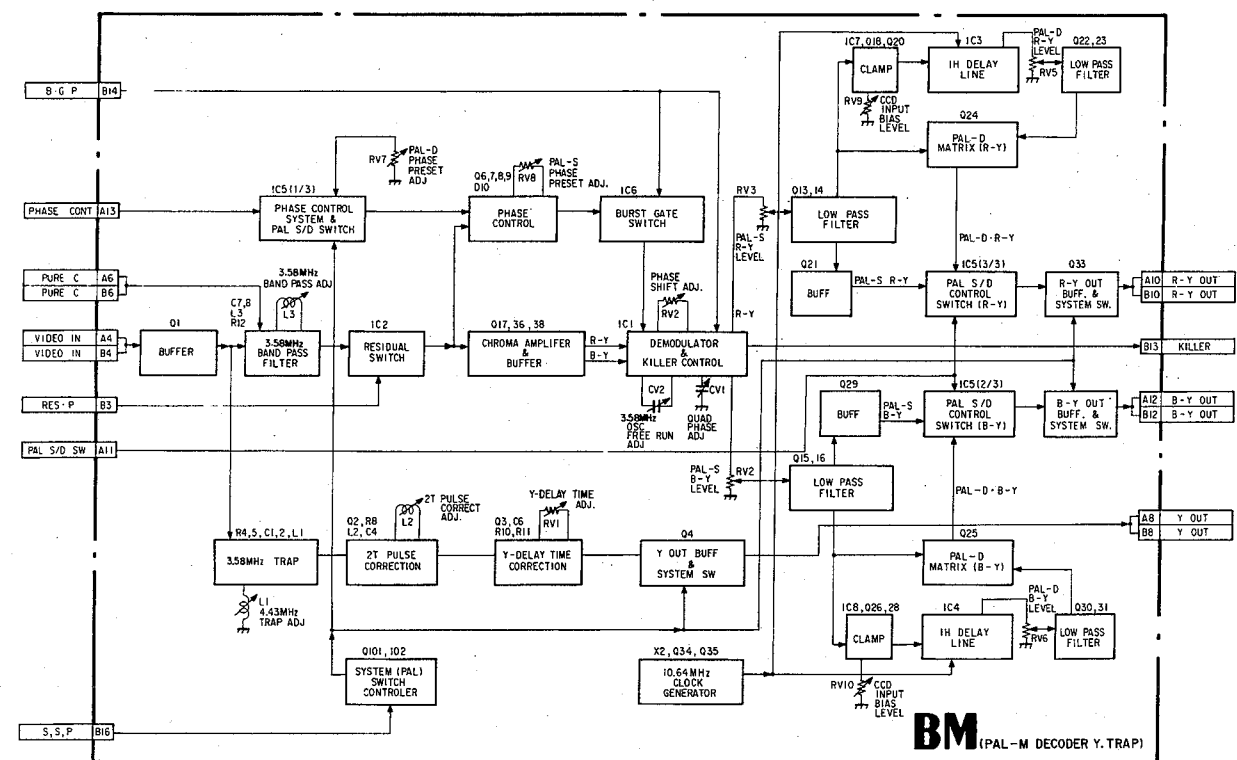 B·G P B14
PHASE CONT A13
PURE C A6
PURE C B6
VIDEO IN A4
VIDEO IN B4
RES·P B3
PAL S/D SW A11
S,S,P B16
RV7
PAL-D
PHASE
PRESET
ADJ
IC5(1/3)
PHASE CONTROL
SYSTEM &
PAL S/D SWITCH
Q6,7,8,9
D10
RV8
PAL-S
PHASE
PRESET ADJ.
PHASE
CONTROL
IC6
BURST GATE
SWITCH
Q1
BUFFER
C7,8
L3
R12
3.58MHz
BAND PASS ADJ
L3
3.58MHz
BAND PASS
FILTER
IC2
RESIDUAL
SWITCH
Q17, 36, 38
CHROMA AMPLIFER
& BUFFER
R-Y
B-Y
PHASE
SHIFT ADJ.
RV2
IC1
DEMODULATOR
&
KILLER CONTROL
R-Y
CV2
3.58MHz
OSC
FREE RUN
ADJ
CV1
QUAD
PHASE
ADJ
RV3
PAL-S
R-Y
LEVEL
Q13, 14
LOW PASS
FILTER
IC7, Q18, Q20
CLAMP
RV9
CCD
INPUT
BIAS
LEVEL
IC3
1H DELAY
LINE
PAL-D
R-Y
LEVEL
RV5
Q22, 23
LOW PASS
FILTER
Q24
PAL-D
MATRIX (R-Y)
PAL-D·R-Y
Q21
BUFF
PAL-S R-Y
IC5(3/3)
PAL S/D
CONTROL
SWITCH (R-Y)
Q33
R-Y OUT
BUFF. &
SYSTEM SW.
A10 R-Y OUT
B10 R-Y OUT
B13 KILLER
Q29
BUFF
PAL-S
B-Y
IC5(2/3)
PAL S/D
CONTROL
SWITCH (B-Y)
B-Y OUT
BUFF. &
SYSTEM SW.
A12 B-Y OUT
B12 B-Y OUT
PAL-S
B-Y
LEVEL
RV2
Q15, 16
LOW PASS
FILTER
PAL-D·B-Y
A8 Y OUT
B8 Y OUT
R4,5, C1,2, L1
3.58MHz TRAP
L1
4.43MHz
TRAP ADJ
Q2, R8
L2, C4
L2
2T PULSE
CORRECT
ADJ.
2T PULSE
CORRECTION
Q3, C6
R10, R11
Y-DELAY TIME
ADJ.
RV1
Y-DELAY TIME
CORRECTION
Q4
Y OUT BUFF
&
SYSTEM SW
Q25
PAL-D
MATRIX (B-Y)
Q101, 102
SYSTEM (PAL)
SWITCH
CONTROLER
X2, Q34, Q35
10.64MHz
CLOCK
GENERATOR
IC8, Q26, 28
CLAMP
RV10
CCD
INPUT
BIAS
LEVEL
IC4
1H DELAY
LINE
PAL-D
B-Y
LEVEL
RV6
Q30, 31
LOW PASS
FILTER
BM (PAL-M DECODER Y. TRAP)